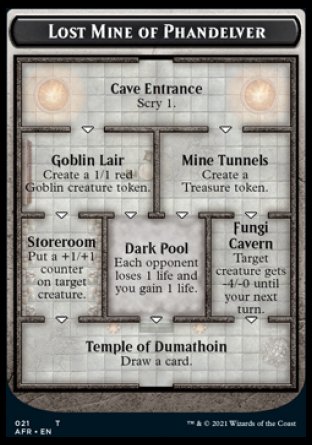 LOST MINE OF PHANDELVER
CAVE ENTRANCE
Scry 1.
GOBLIN LAIR
Create a 1/1 red
Goblin creature token.
MINE TUNNELS
Create a
Treasure token.
STOREROOM
Put a +1/+1
counter
on target
creature.
DARK POOL
Each opponent
loses 1 life and
you gain 1 life.
FUNGI
CAVERN
Target
creature gets
-4/-0 until
your next
turn.
TEMPLE OF DUMATHOIN
Draw a card.
021 T
AFR • EN
™ & © 2021 Wizards of the Coast